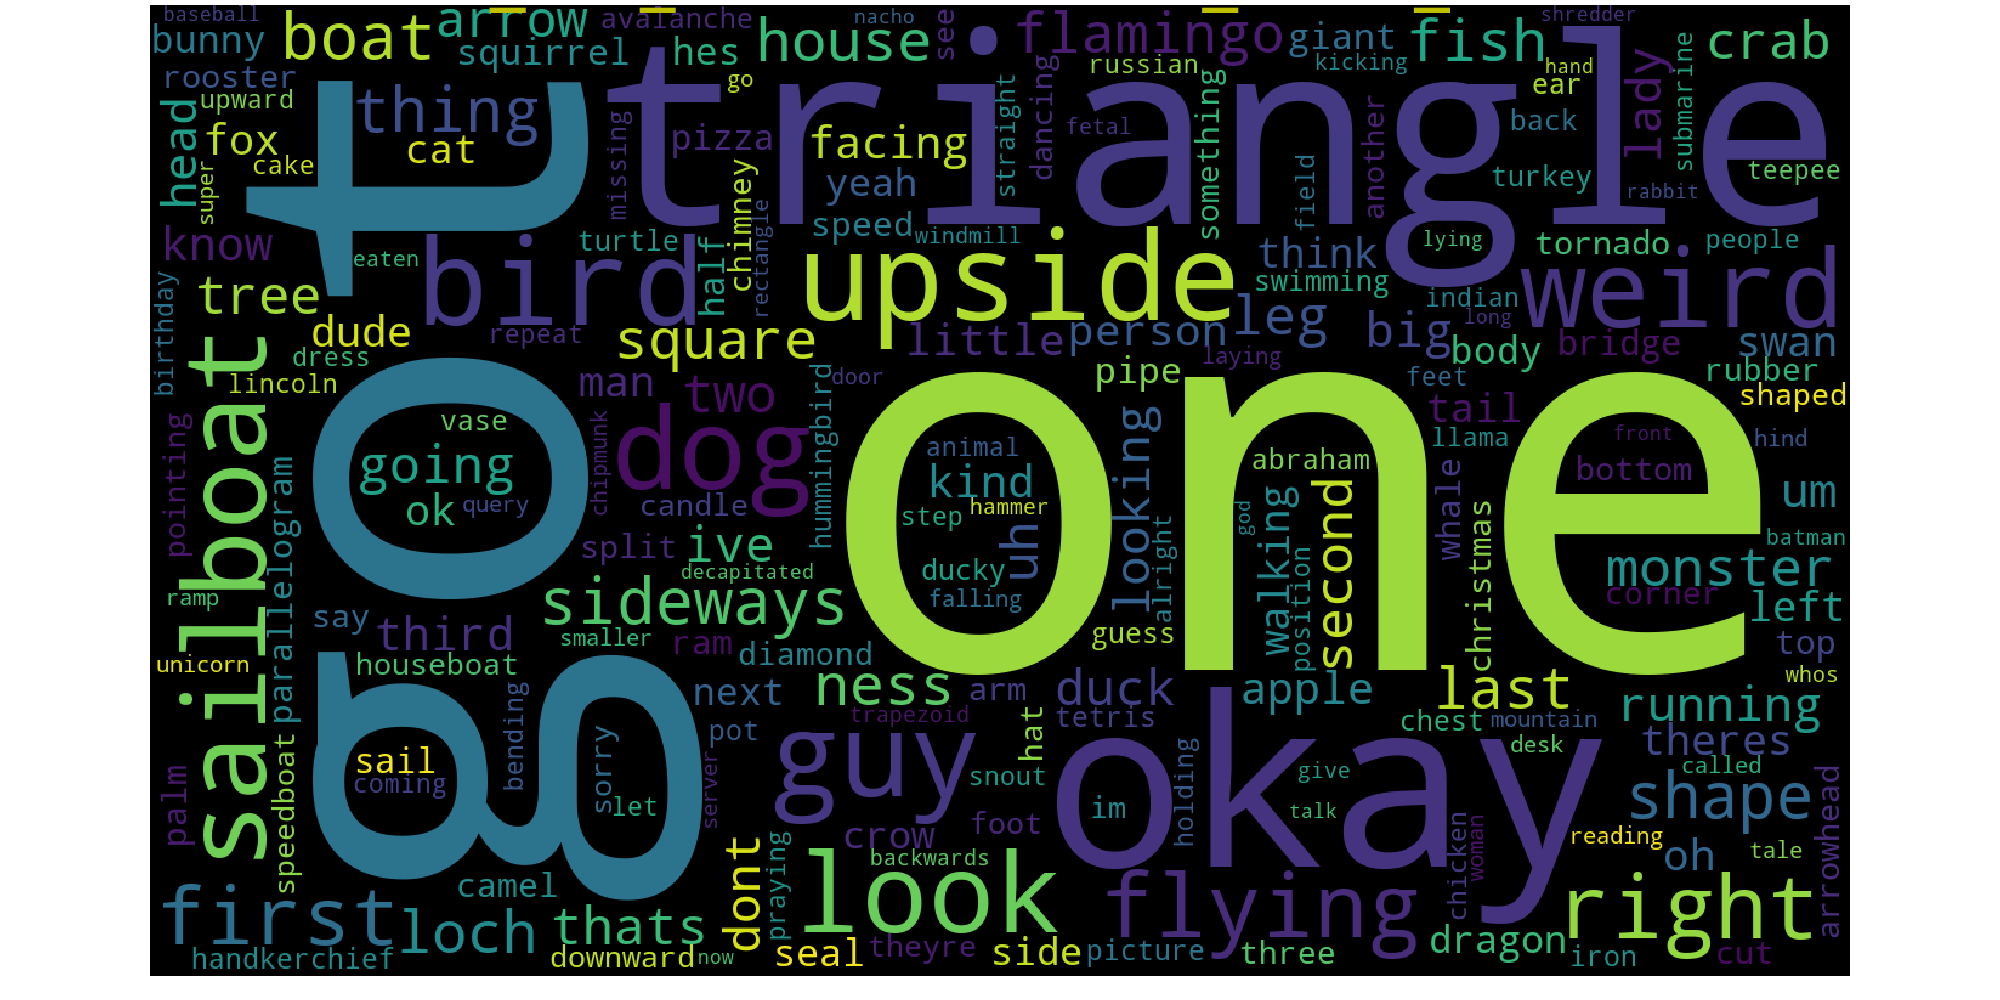 baseball
bunny
boat
arrow
squirrel
avalanche
hes
house
nacho
see
flamingo
giant
kicking
fish
shredder
hand
crab
rooster
upward
thing
triangle
russian
ear
lady
submarine
head
fox
cat
cake
super
got
missing
pizza
go
facing
yeah
straight
dancing
fetal
something
field
another
back
turkey
rabbit
teepee
know
eaten
bird
turtle
half
chimney
rectangle
speed
windmill
upside
think
swimming
lying
tornado
people
indian
weird
birthday
tree
dude
repeat
square
little
person
leg
big
long
body
bridge
swan
dress
lincoln
sailboat
man
two
door
laying
pipe
feet
tail
rubber
shaped
pointing
vase
going
ok
query
chipmunk
dog
candle
hummingbird
one
animal
kind
step
hammer
looking
abraham
llama
whale
front
bottom
hind
um
parallelogram
split
ive
decapitated
sideways
uh
ducky
falling
alright
god
walking
position
second
christmas
batman
monster
corner
left
ramp
say
third
smaller
ram
diamond
guess
top
unicorn
houseboat
next
ness
arm
duck
apple
last
whos
running
palm
speedboat
sail
coming
bending
sorry
pot
let
server
trapezoid
guy
hat
tetris
snout
okay
chest
mountain
desk
theres
called
im
holding
give
talk
shape
arrowhead
crow
foot
backwards
chicken
woman
reading
oh
tale
first
camel
loch
thats
dont
praying
look
flying
right
handkerchief
downward
now
seal
theyre
side
picture
three
dragon
iron
cut